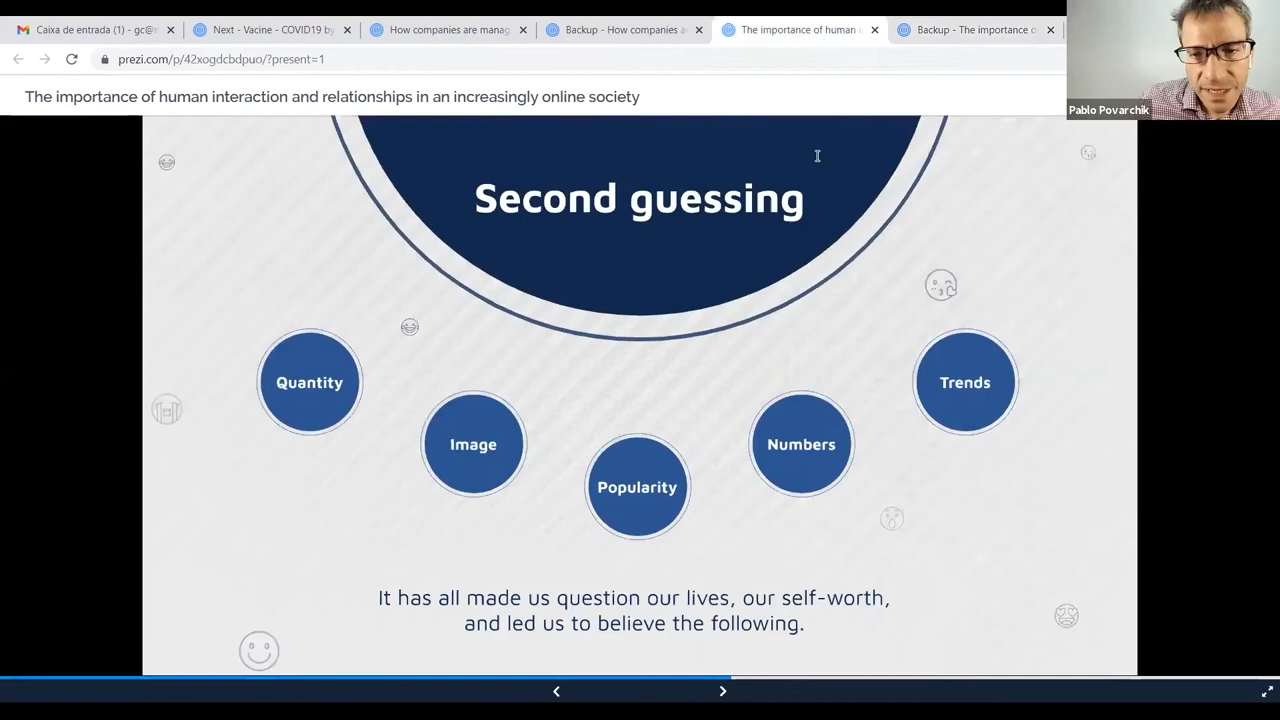 Caixa de entrada (1) - gc@
Next - Vacine - COVID19 by
How companies are manag
Backup - How companies a
The importance of human i
Backup - The importance o
prezi.com/p/42xogdcbdpuo/?present=1
The importance of human interaction and relationships in an increasingly online society
Pablo Povarchik
Second guessing
Quantity
Image
Popularity
Numbers
Trends
It has all made us question our lives, our self-worth,
and led us to believe the following.